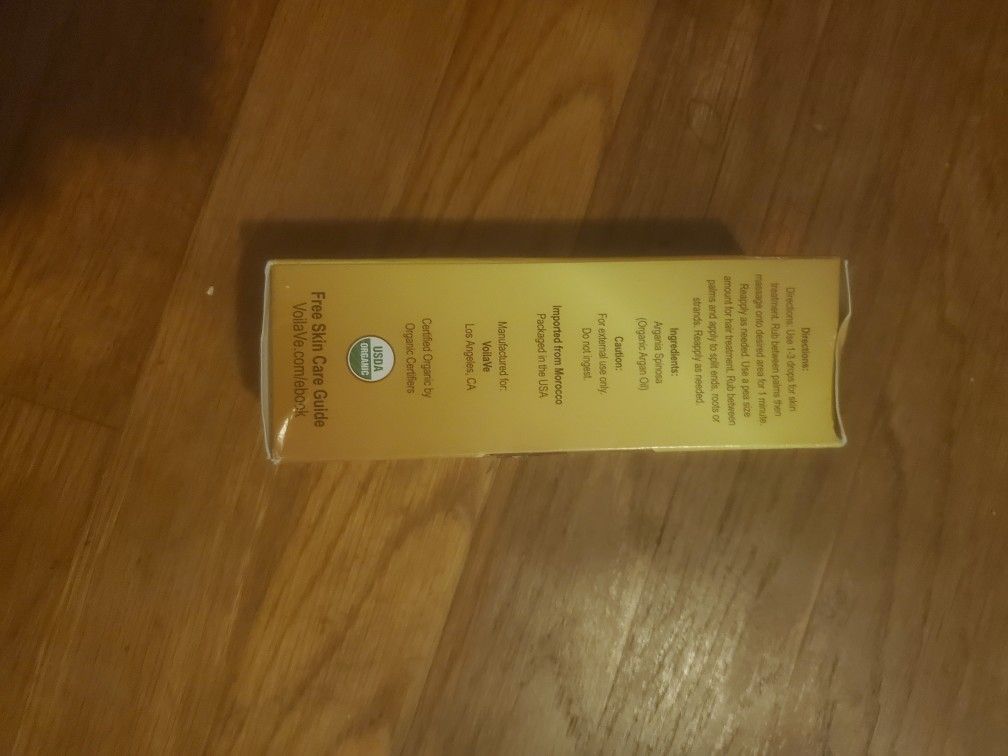 Directions:
Directions: Use 1-3 drops for skin
treatment. Rub between palms then
massage onto desired area for 1 minute.
Reapply as needed. Use a pea size
amount for hair treatment. Rub between
palms and apply to split ends, roots or
strands. Reapply as needed.
Ingredients:
Argania Spinosa
(Organic Argan Oil)
Caution:
For external use only.
Do not ingest.
Imported from Morocco
Packaged in the USA
Manufactured for:
VoilaVe
Los Angeles, CA
Certified Organic by
Organic Certifiers
USDA
ORGANIC
Free Skin Care Guide
VoilaVe.com/ebook